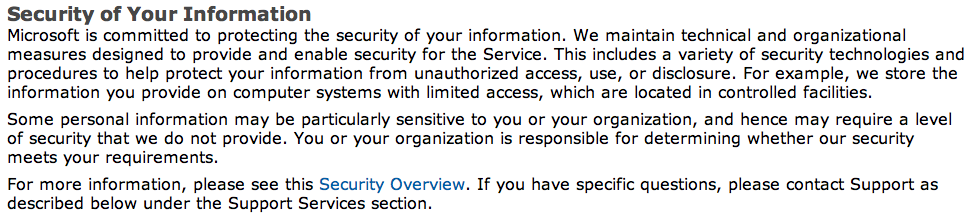 Security of Your Information
Microsoft is committed to protecting the security of your information. We maintain technical and organizational
measures designed to provide and enable security for the Service. This includes a variety of security technologies and
procedures to help protect your information from unauthorized access, use, or disclosure. For example, we store the
information you provide on computer systems with limited access, which are located in controlled facilities.
Some personal information may be particularly sensitive to you or your organization, and hence may require a level
of security that we do not provide. You or your organization is responsible for determining whether our security
meets your requirements.
For more information, please see this Security Overview. If you have specific questions, please contact Support as
described below under the Support Services section.